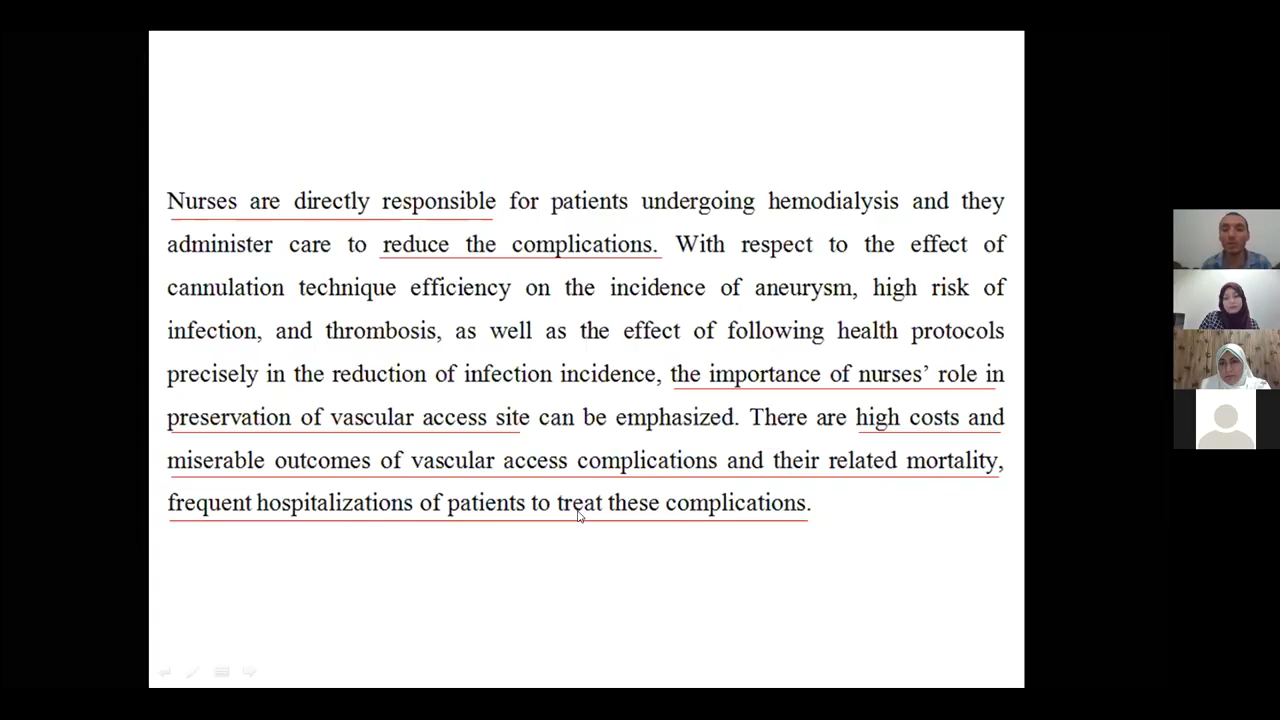 Nurses are directly responsible for patients undergoing hemodialysis and they
administer care to reduce the complications. With respect to the effect of
cannulation technique efficiency on the incidence of aneurysm, high risk of
infection, and thrombosis, as well as the effect of following health protocols
precisely in the reduction of infection incidence, the importance of nurses’ role in
preservation of vascular access site can be emphasized. There are high costs and
miserable outcomes of vascular access complications and their related mortality,
frequent hospitalizations of patients to treat these complications.